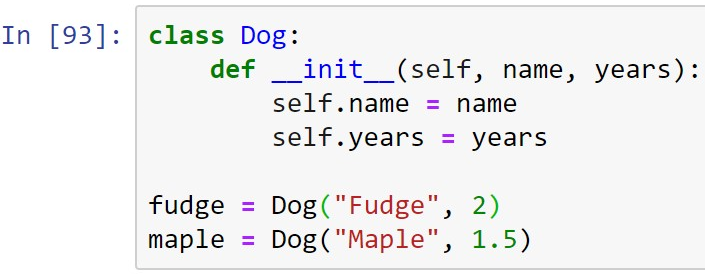 In [93]: class Dog:
    def __init__(self, name, years):
        self.name = name
        self.years = years

fudge = Dog("Fudge", 2)
maple = Dog("Maple", 1.5)